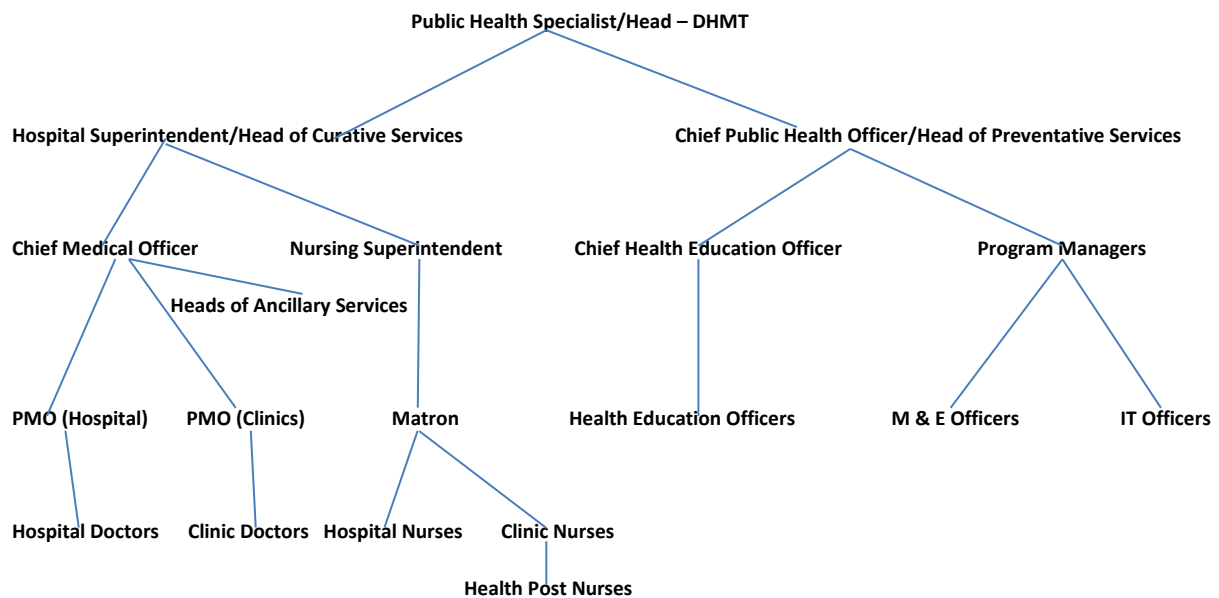 Public Health Specialist/Head – DHMT
Hospital Superintendent/Head of Curative Services
Chief Public Health Officer/Head of Preventative Services
Chief Medical Officer
Nursing Superintendent
Chief Health Education Officer
Program Managers
Heads of Ancillary Services
PMO (Hospital)
PMO (Clinics)
Matron
Health Education Officers
M & E Officers
IT Officers
Hospital Doctors
Clinic Doctors
Hospital Nurses
Clinic Nurses
Health Post Nurses